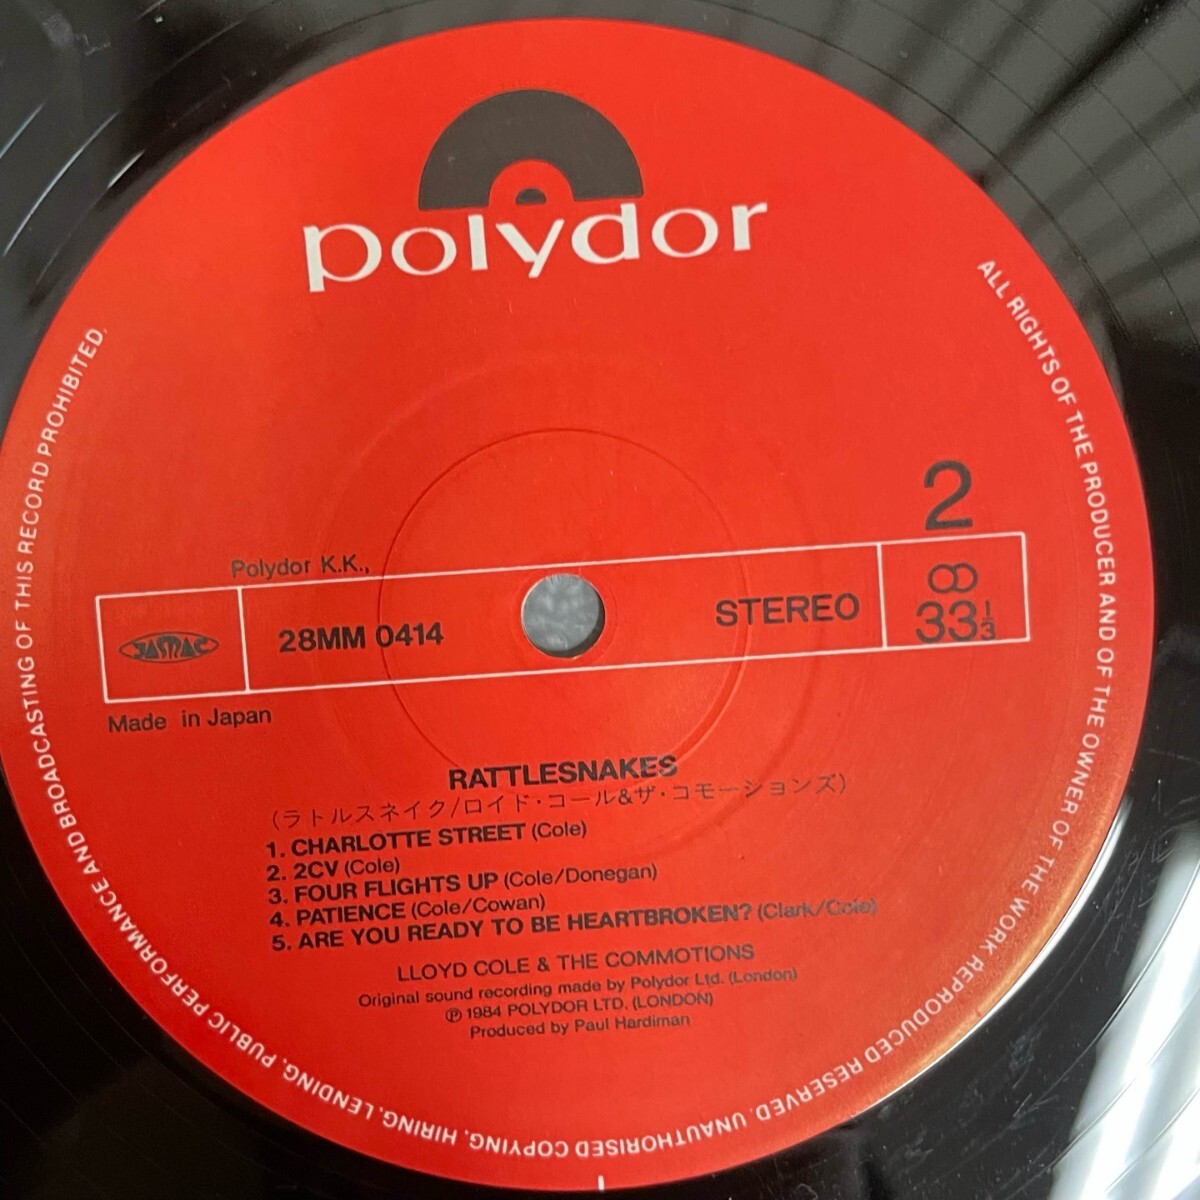 polydor
2
Polydor K.K.,
JASRAC
28MM 0414
STEREO
33 1/3
Made in Japan
RATTLESNAKES
(ラトルスネイク/ロイド・コール&ザ・コモーションズ)
1. CHARLOTTE STREET (Cole)
2. 2CV (Cole)
3. FOUR FLIGHTS UP (Cole/Donegan)
4. PATIENCE (Cole/Cowan)
5. ARE YOU READY TO BE HEARTBROKEN? (Clark/Cole)
LLOYD COLE & THE COMMOTIONS
Original sound recording made by Polydor Ltd. (London)
℗ 1984 POLYDOR LTD. (LONDON)
Produced by Paul Hardiman
ALL RIGHTS OF THE PRODUCER AND OF THE OWNER OF THE WORK REPRODUCED RESERVED. UNAUTHORISED COPYING, HIRING, LENDING, PUBLIC PERFORMANCE AND BROADCASTING OF THIS RECORD PROHIBITED.